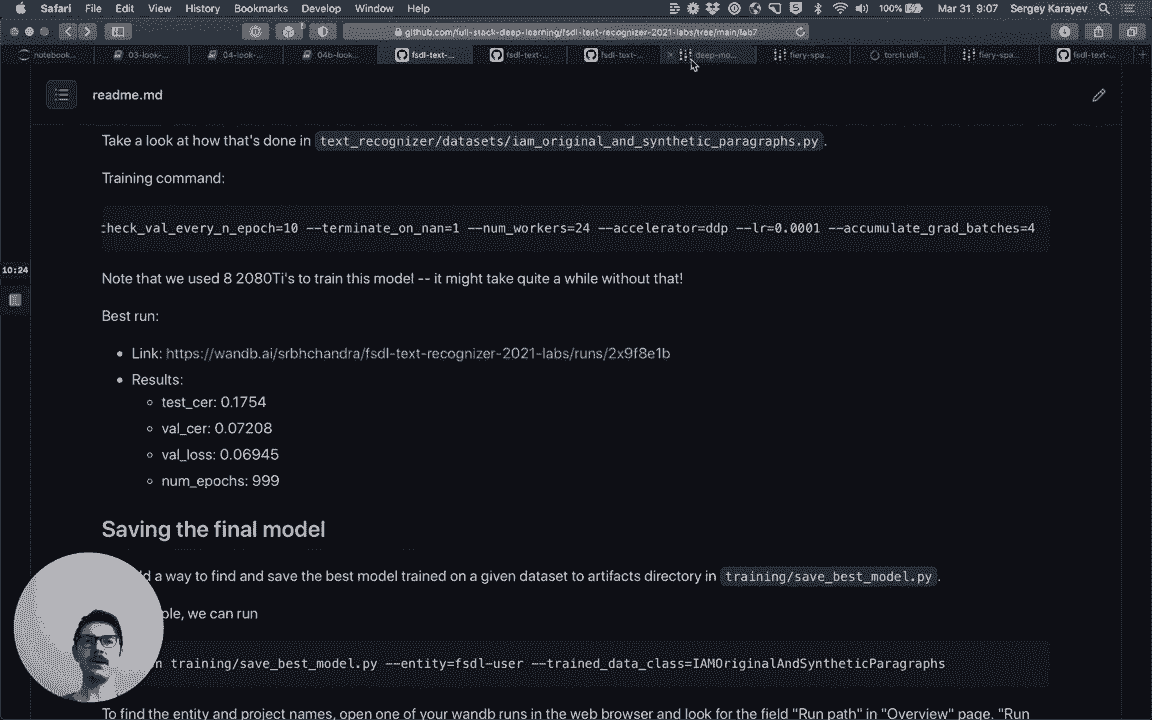 Safari File Edit View History Bookmarks Develop Window Help 100% Mar 31 9:07 Sergey Karayev
github.com/full-stack-deep-learning/fsdl-text-recognizer-2021-labs/tree/main/lab7
notebook... 03-look-... 04-look-... 04b-look... fsdl-text-... fsdl-text-... fsdl-text-... deep-mo... fiery-spa... torch.util... fiery-spa... fsdl-text-...
readme.md
Take a look at how that's done in text_recognizer/datasets/iam_original_and_synthetic_paragraphs.py.
Training command:
check_val_every_n_epoch=10 --terminate_on_nan=1 --num_workers=24 --accelerator=ddp --lr=0.0001 --accumulate_grad_batches=4
10:24
Note that we used 8 2080Ti's to train this model -- it might take quite a while without that!
Best run:
• Link: https://wandb.ai/srbhchandra/fsdl-text-recognizer-2021-labs/runs/2x9f8e1b
• Results:
◦ test_cer: 0.1754
◦ val_cer: 0.07208
◦ val_loss: 0.06945
◦ num_epochs: 999
Saving the final model
a way to find and save the best model trained on a given dataset to artifacts directory in training/save_best_model.py.
we can run
training/save_best_model.py --entity=fsdl-user --trained_data_class=IAMOriginalAndSyntheticParagraphs
To find the entity and project names, open one of your wandb runs in the web browser and look for the field "Run path" in "Overview" page. "Run